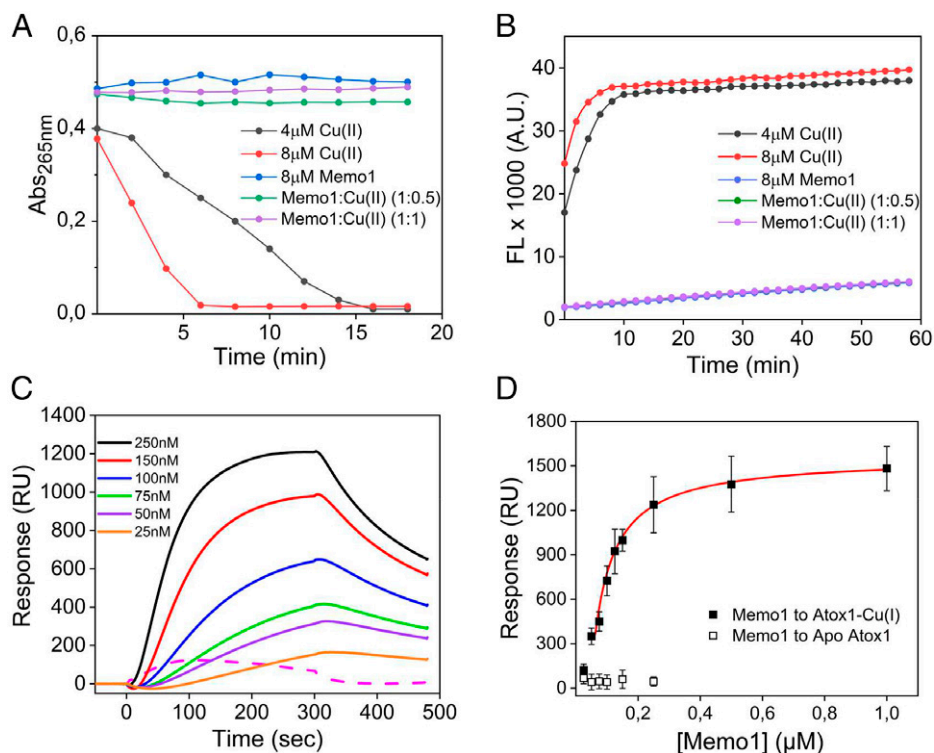 A
0,6
0,4
0,2
0,0
Abs265nm
4μM Cu(II)
8μM Cu(II)
8μM Memo1
Memo1:Cu(II) (1:0.5)
Memo1:Cu(II) (1:1)
5 10 15 20
Time (min)
B
40
30
20
10
0
FL x 1000 (A.U.)
4μM Cu(II)
8μM Cu(II)
8μM Memo1
Memo1:Cu(II) (1:0.5)
Memo1:Cu(II) (1:1)
10 20 30 40 50 60
Time (min)
C
1400
1200
1000
800
600
400
200
0
Response (RU)
250nM
150nM
100nM
75nM
50nM
25nM
0 100 200 300 400 500
Time (sec)
D
1800
1500
1200
900
600
300
0
Response (RU)
Memo1 to Atox1-Cu(I)
Memo1 to Apo Atox1
0,2 0,4 0,6 0,8 1,0
[Memo1] (μM)